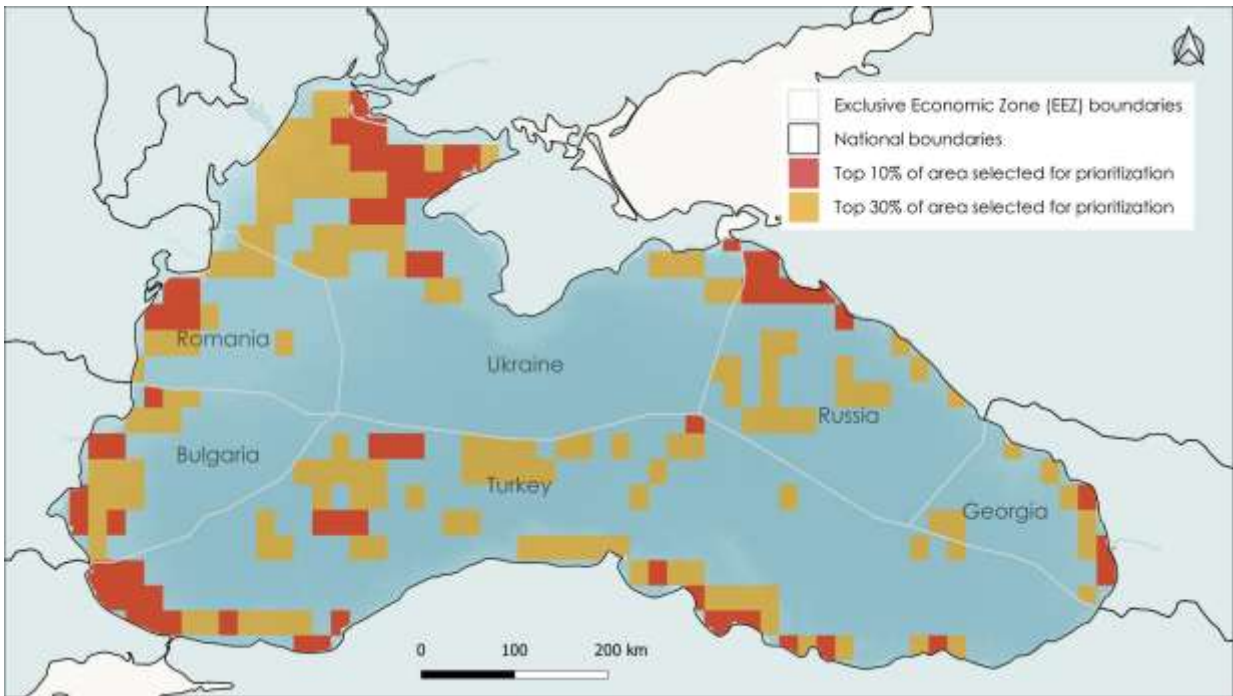 Exclusive Economic Zone (EEZ) boundaries
National boundaries
Top 10% of area selected for prioritization
Top 30% of area selected for prioritization
Romania
Ukraine
Russia
Bulgaria
Turkey
Georgia
0 100 200 km